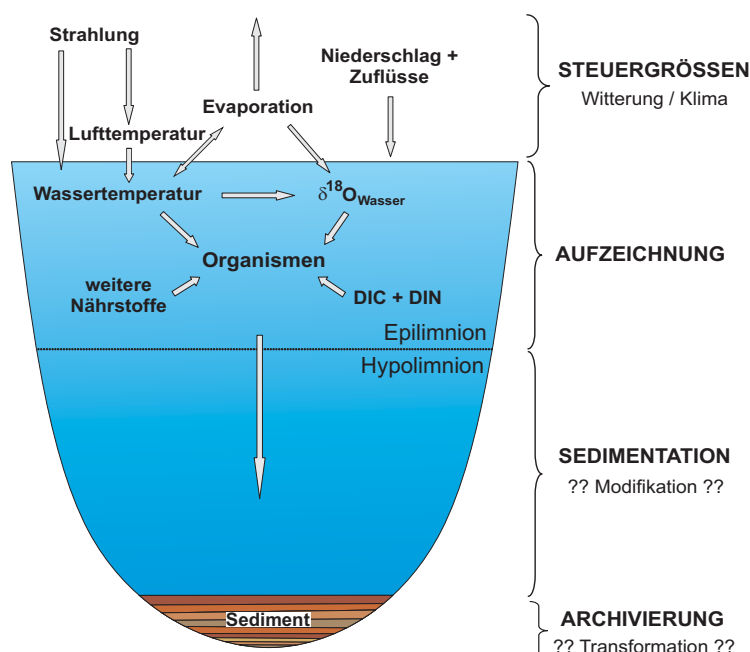 Strahlung
Niederschlag +
Zuflüsse
Evaporation
Lufttemperatur
STEUERGRÖSSEN
Witterung / Klima
Wassertemperatur
δ18OWasser
Organismen
weitere
Nährstoffe
DIC + DIN
AUFZEICHNUNG
Epilimnion
Hypolimnion
SEDIMENTATION
?? Modifikation ??
Sediment
ARCHIVIERUNG
?? Transformation ??